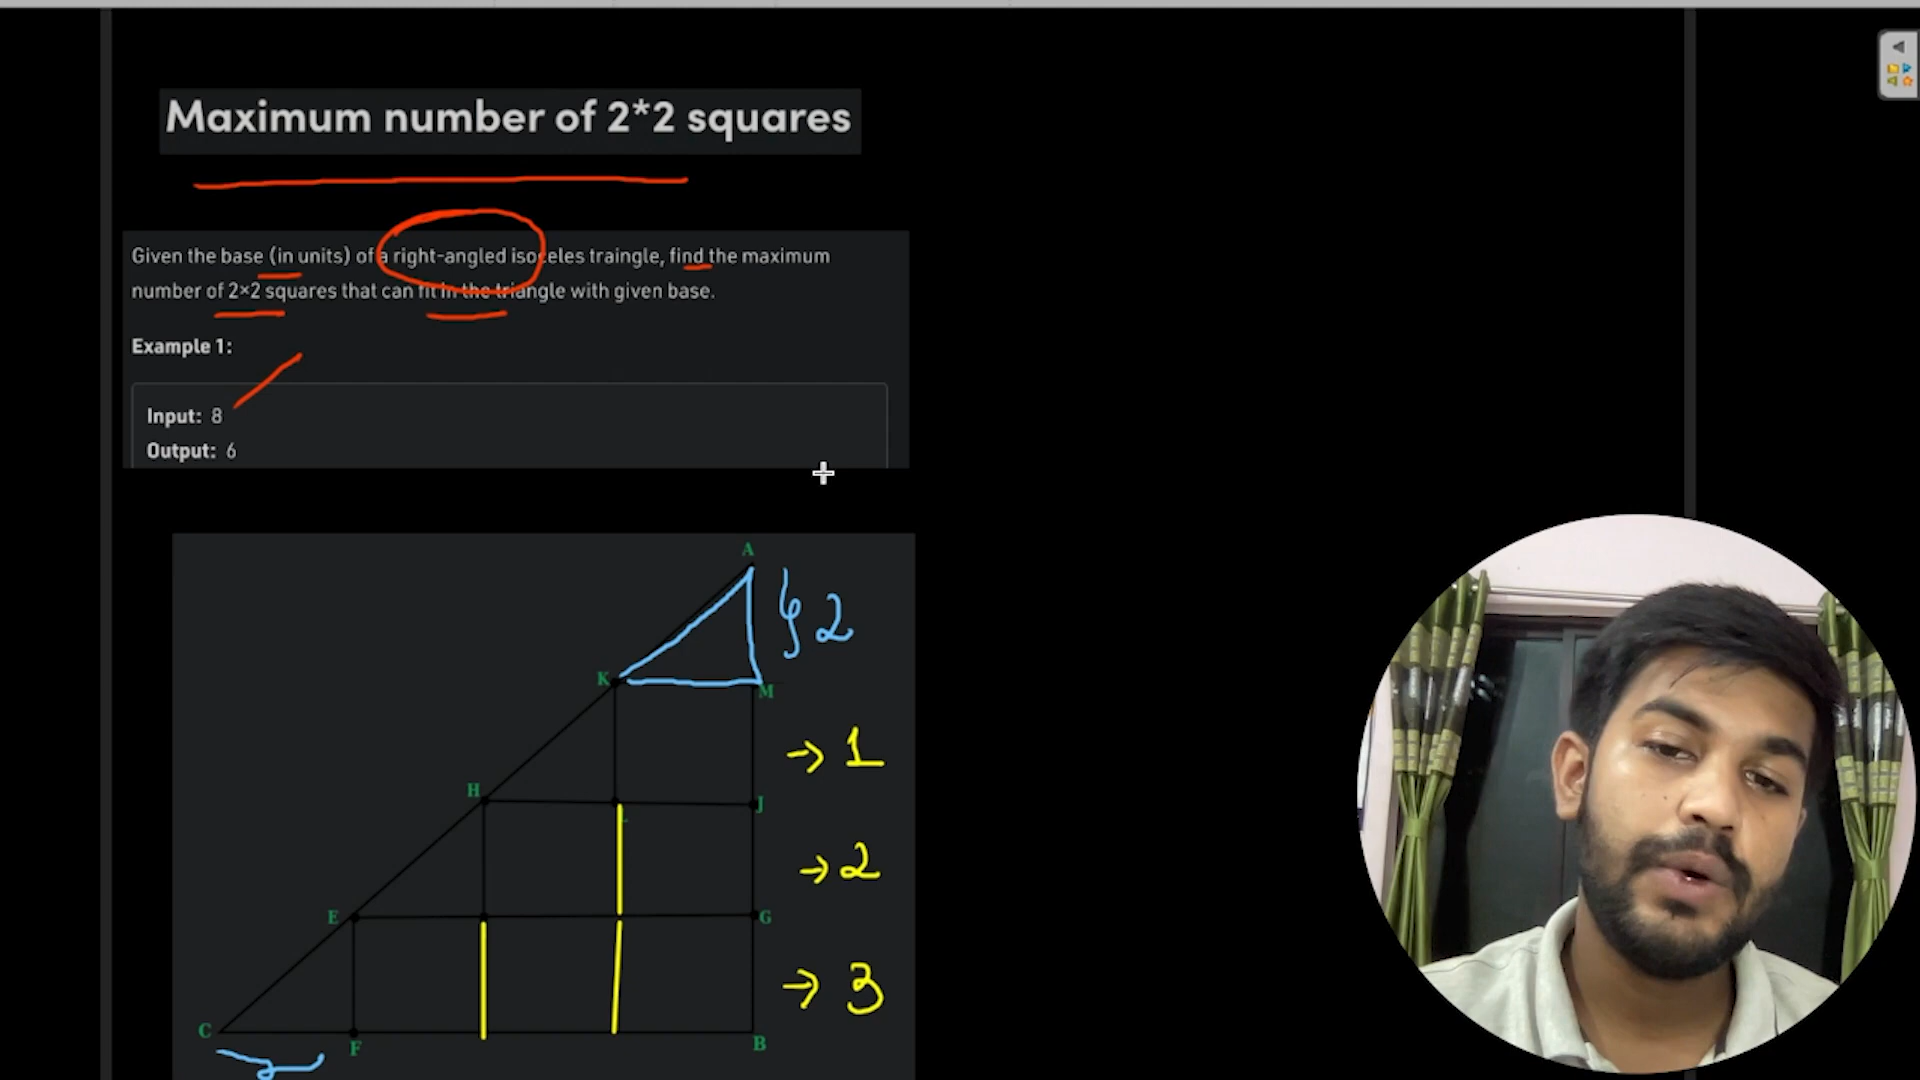 Maximum number of 2*2 squares
Given the base (in units) of a right-angled isoceles traingle, find the maximum
number of 2×2 squares that can fit in the triangle with given base.
Example 1:
Input: 8
Output: 6
A
2
K
M
→ 1
H
J
→ 2
E
G
→ 3
C
F
B
2